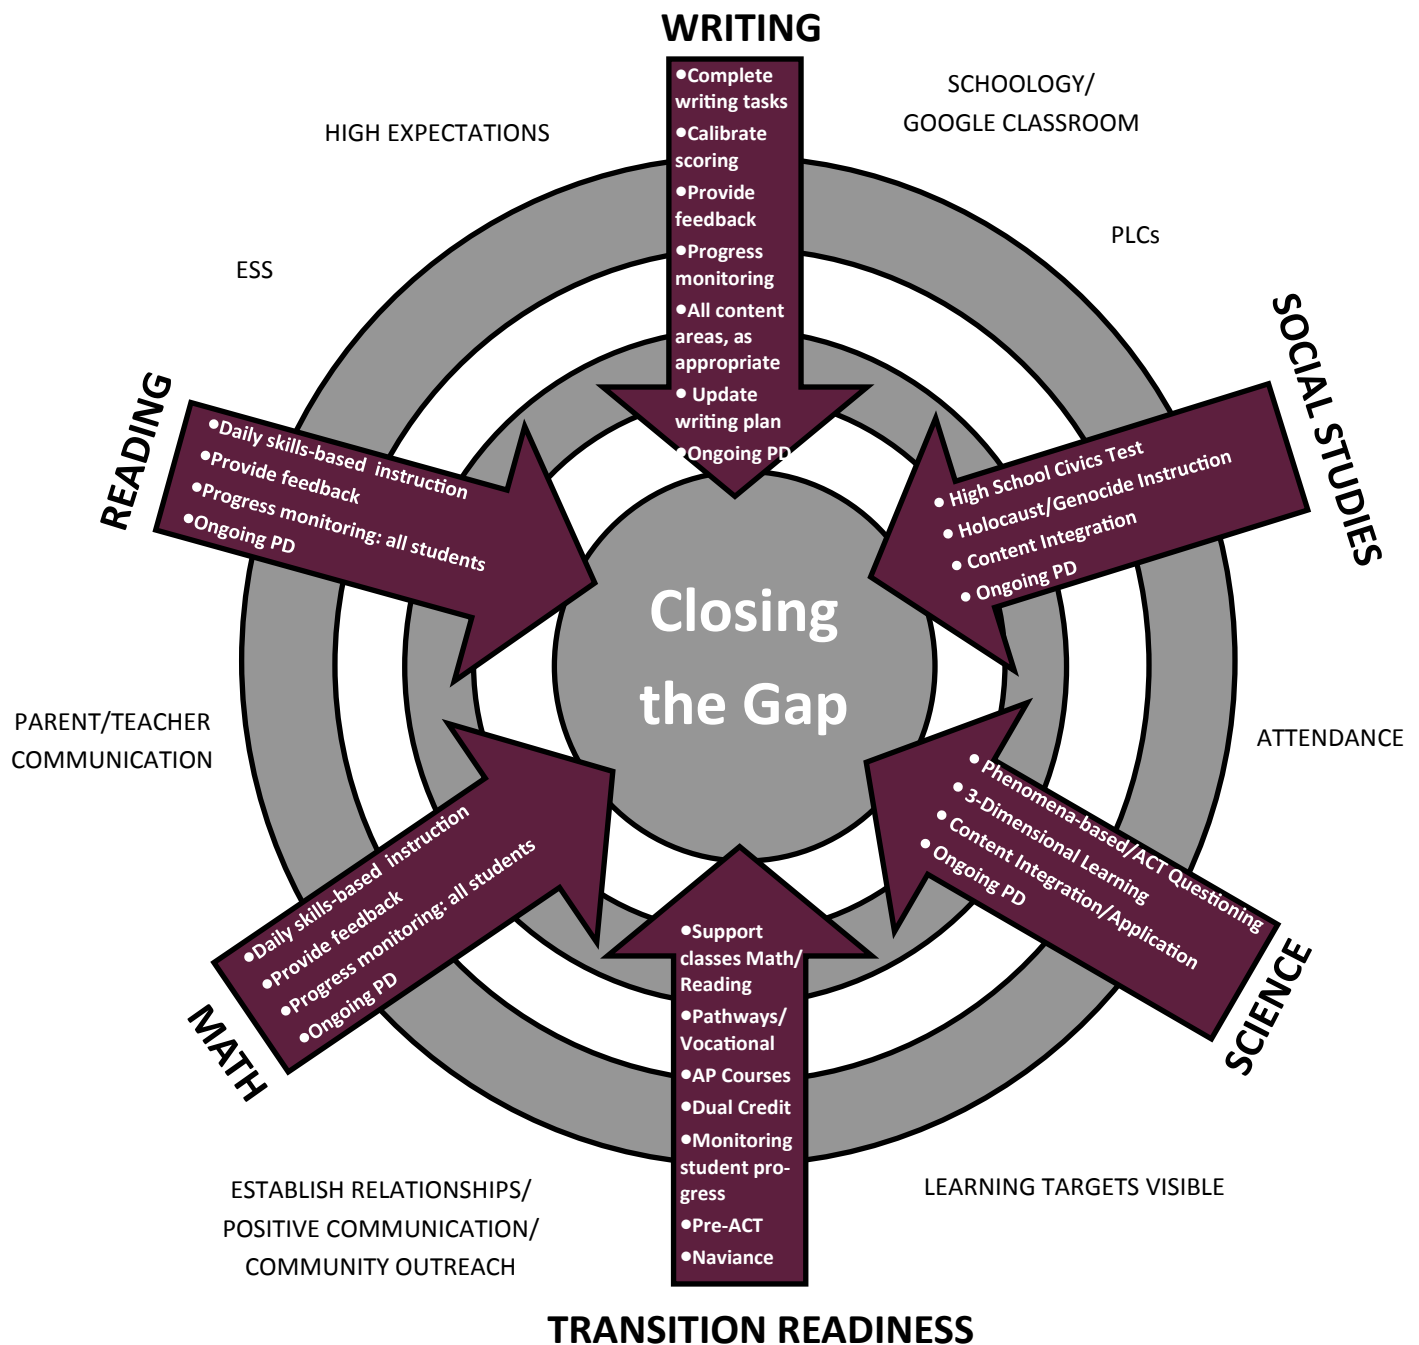 WRITING
●Complete
writing tasks
●Calibrate
scoring
●Provide
feedback
●Progress
monitoring
●All content
areas, as
appropriate
● Update
writing plan
●Ongoing PD
SCHOOLOGY/
GOOGLE CLASSROOM
HIGH EXPECTATIONS
PLCs
ESS
SOCIAL STUDIES
● High School Civics Test
● Holocaust/Genocide Instruction
● Content Integration
● Ongoing PD
READING
●Daily skills-based instruction
●Provide feedback
●Progress monitoring: all students
●Ongoing PD
Closing
the Gap
PARENT/TEACHER
COMMUNICATION
ATTENDANCE
MATH
●Daily skills-based instruction
●Provide feedback
●Progress monitoring: all students
●Ongoing PD
SCIENCE
● Phenomena-based/ACT Questioning
● 3-Dimensional Learning
● Content Integration/Application
● Ongoing PD
●Support
classes Math/
Reading
●Pathways/
Vocational
●AP Courses
●Dual Credit
●Monitoring
student pro-
gress
●Pre-ACT
●Naviance
ESTABLISH RELATIONSHIPS/
POSITIVE COMMUNICATION/
COMMUNITY OUTREACH
LEARNING TARGETS VISIBLE
TRANSITION READINESS